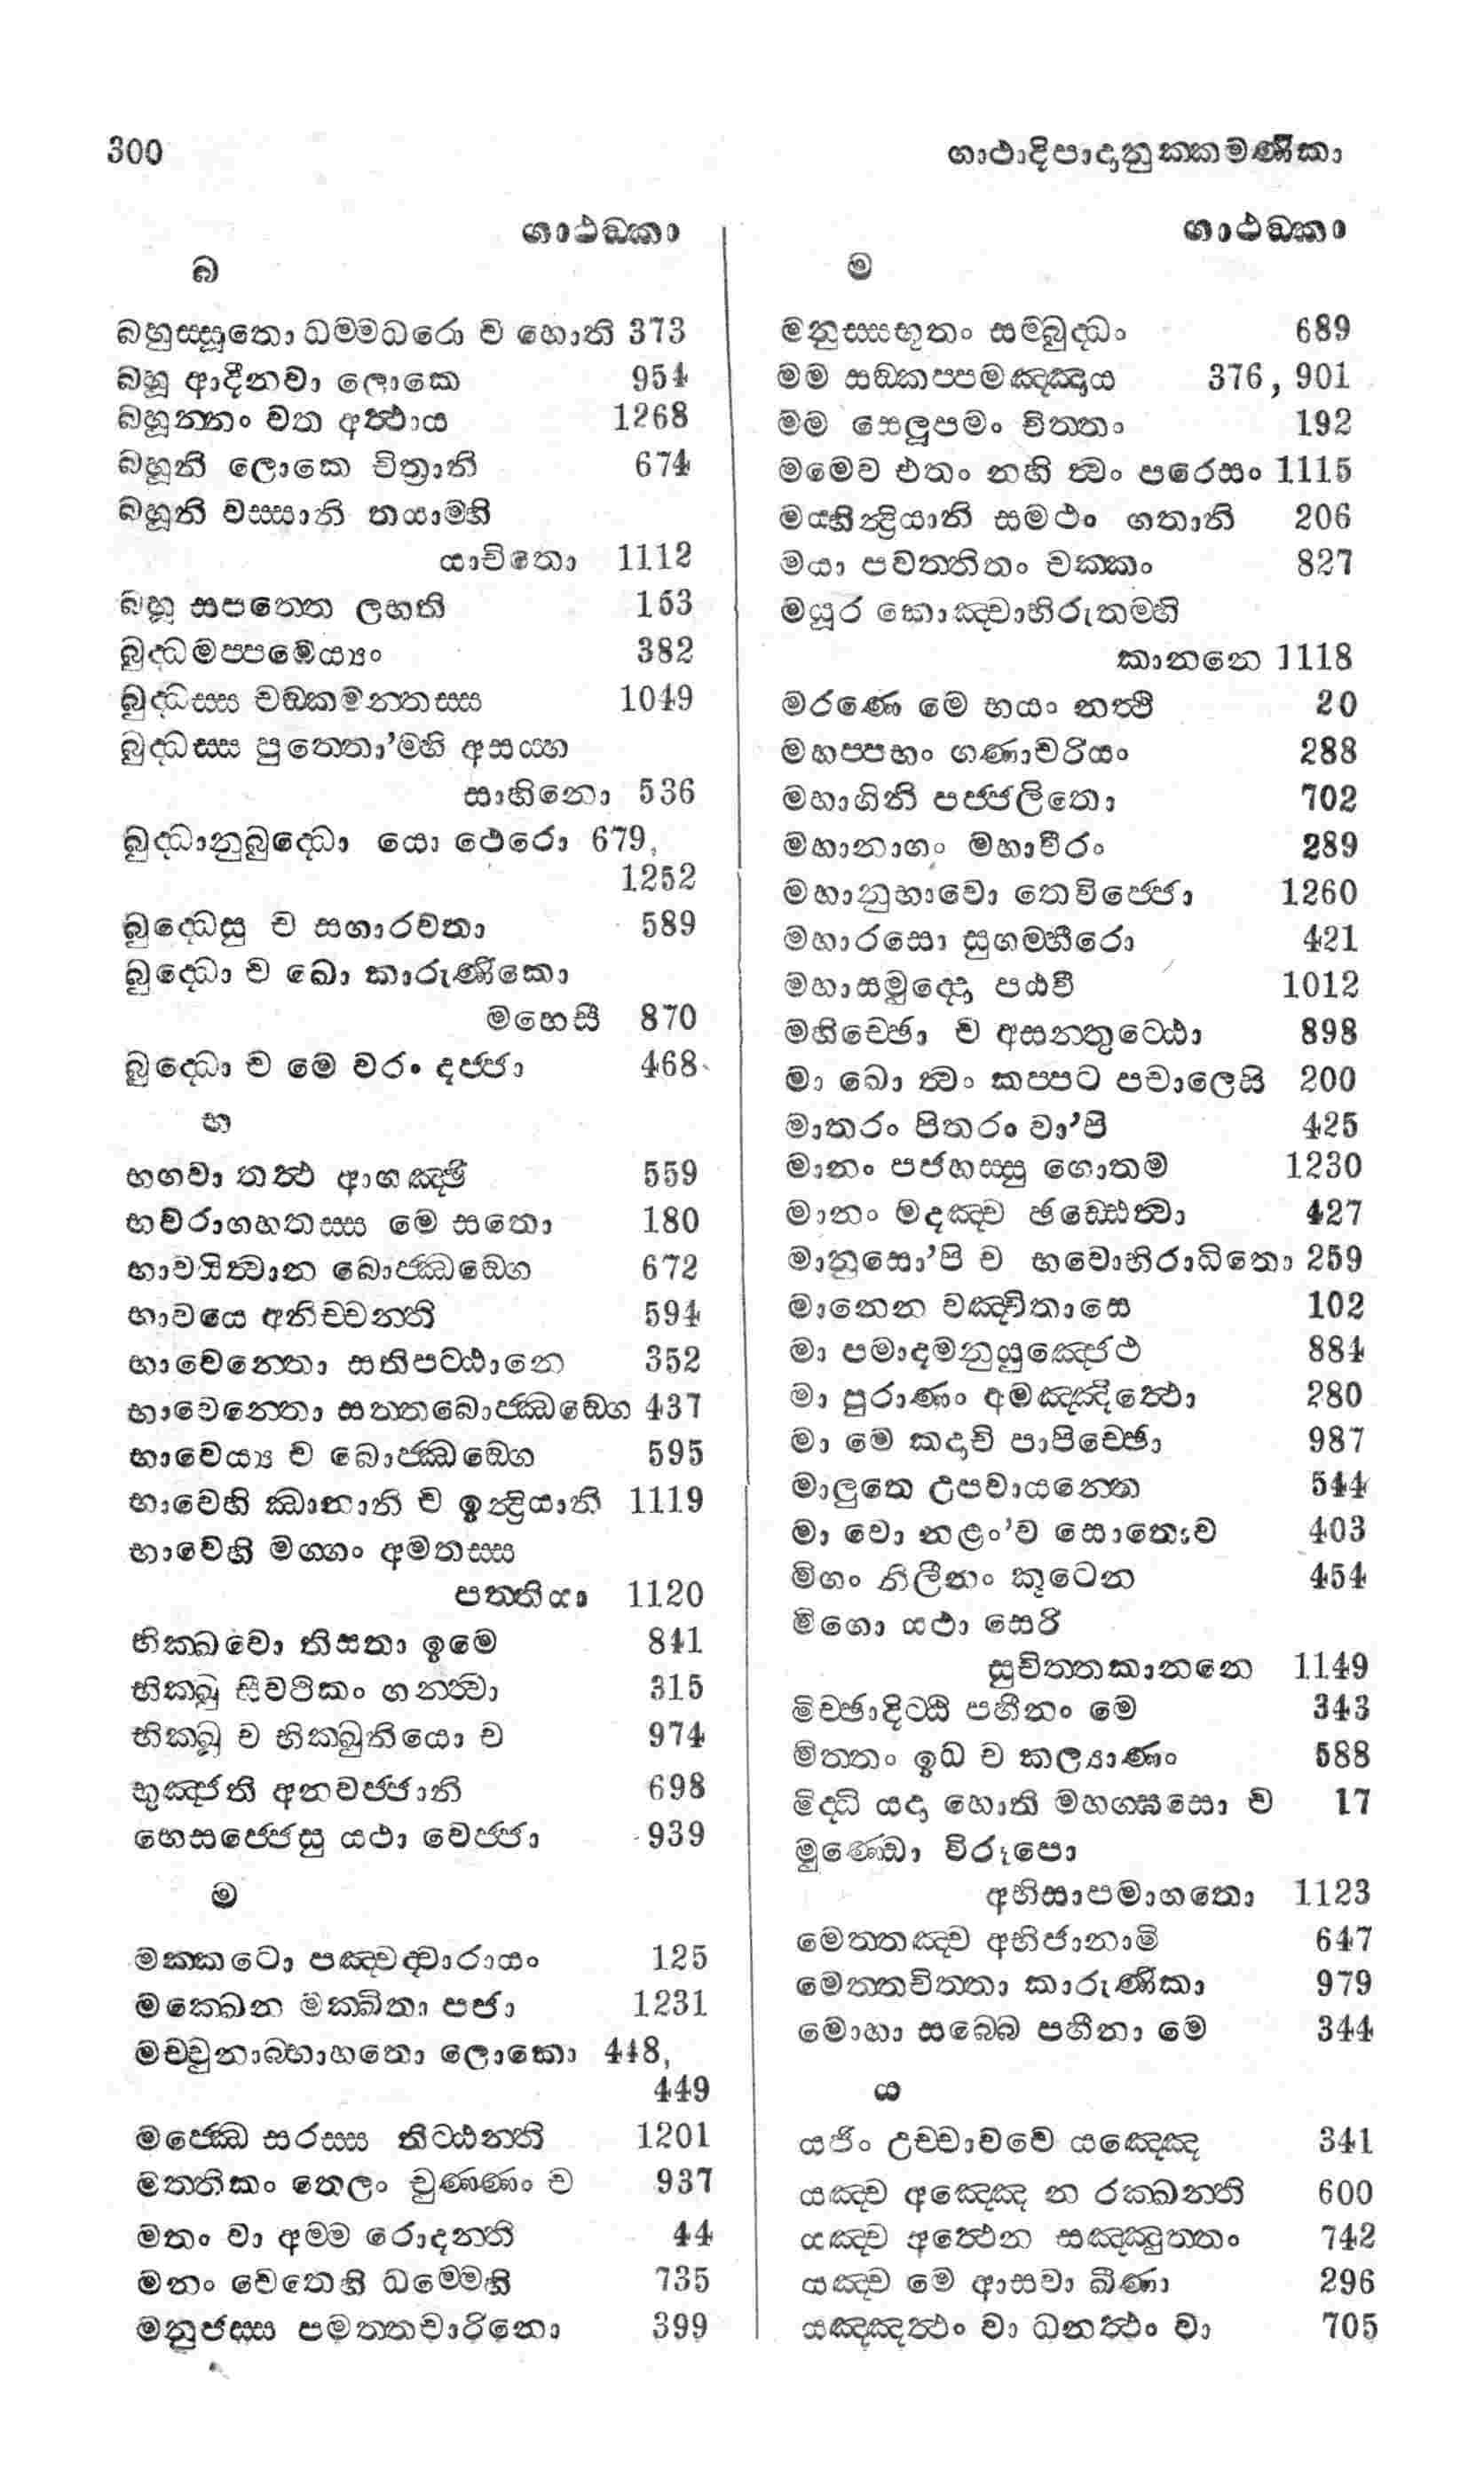 300
ගාථාදිපාදානුක්කමණිකා
ගාථඞ්කා
බ
බහුස්සුතො ධම්මධරො ච හොති 373
බහූ ආදීනවා ලොකෙ 954
බහූන්නං වත අත්ථාය 1268
බහූනි ලොකෙ චිත්‍රානි 674
බහූනි වස්සානි තයාම්හි
යාචිතො 1112
බහූ සපත්තෙ ලභති 153
බුද්ධමප්පමෙය්‍යං 382
බුද්ධස්ස චඞ්කමන්තස්ස 1049
බුද්ධස්ස පුත්තො'ම්හි අසය්හ
සාහිනො 536
බුද්ධානුබුද්ධො යො ථෙරො 679,
1252
බුද්ධෙසු ච සගාරවතා 589
බුද්ධො ච ඛො කාරුණිකො
මහෙසී 870
බුද්ධො ච මෙ වරං දජ්ජා 468
භ
භගවා තත්ථ ආගඤ්ඡි 559
භවරාගහතස්ස මෙ සතො 180
භාවයිත්වාන බොජ්ඣඞ්ගෙ 672
භාවයෙ අනිච්චන්ති 594
භාවෙන්තො සතිපට්ඨානෙ 352
භාවෙන්තො සත්තබොජ්ඣඞ්ගෙ 437
භාවෙය්‍ය ච බොජ්ඣඞ්ගෙ 595
භාවෙහි ඣානානි ච ඉන්ද්‍රියානි 1119
භාවෙහි මග්ගං අමතස්ස
පත්තියා 1120
භික්ඛවො තිසතා ඉමෙ 841
භික්ඛු සීවථිකං ගන්ත්වා 315
භික්ඛූ ච භික්ඛුනියො ච 974
භුඤ්ජති අනවජ්ජානි 698
භෙසජ්ජෙසු යථා වෙජ්ජා 939
ම
මක්කටො පඤ්චද්වාරායං 125
මක්ඛෙන මක්ඛිතා පජා 1231
මච්චුනාබ්භාහතො ලොකො 448,
449
මජ්ඣෙ සරස්ස තිට්ඨන්ති 1201
මත්තිකං තෙලං චුණ්ණං ච 937
මතං වා අම්ම රොදන්ති 44
මනං චෙතෙහි ධම්මෙහි 735
මනුජස්ස පමත්තචාරිනො 399
ගාථඞ්කා
ම
මනුස්සභූතං සම්බුද්ධං 689
මම සඞ්කප්පමඤ්ඤාය 376, 901
මම සෙලූපමං චිත්තං 192
මමෙව එතං නහි ත්වං පරෙසං 1115
මය්හින්ද්‍රියානි සමථං ගතානි 206
මයා පවත්තිතං චක්කං 827
මයූර කොඤ්චාභිරුතම්හි
කානනෙ 1118
මරණෙ මෙ භයං නත්ථි 20
මහප්පභං ගණාචරියං 288
මහාගිනි පජ්ජලිතො 702
මහානාගං මහාවීරං 289
මහානුභාවො තෙවිජ්ජො 1260
මහාරසො සුගම්භීරො 421
මහාසමුද්දො පඨවී 1012
මහිච්ඡො ච අසන්තුට්ඨො 898
මා ඛො ත්වං කප්පට පචාලෙසි 200
මාතරං පිතරං වා'පි 425
මානං පජහස්සු ගොතම 1230
මානං මදඤ්ච ඡඩ්ඩෙත්වා 427
මානුසො'පි ච භවොභිරාධිතො 259
මානෙන වඤ්චිතාසෙ 102
මා පමාදමනුයුඤ්ජෙථ 884
මා පුරාණං අමඤ්ඤිත්ථො 280
මා මෙ කදාචි පාපිච්ඡො 987
මාලුතෙ උපවායන්තෙ 544
මා වො නළං'ව සොතොව 403
මිගං නිලීනං කූටෙන 454
මිගො යථා සෙරි
සුචිත්තකානනෙ 1149
මිච්ඡාදිට්ඨි පහීනං මෙ 343
මිත්තං ඉධ ච කල්‍යාණං 588
මිද්ධි යදා හොති මහග්ඝසො ච 17
මුණ්ඩො විරූපො
අභිසාපමාගතො 1123
මෙත්තඤ්ච අභිජානාමි 647
මෙත්තචිත්තා කාරුණිකා 979
මොහා සබ්බෙ පහීනා මෙ 344
ය
යජිං උච්චාවචෙ යඤ්ඤෙ 341
යඤ්ච අඤ්ඤෙ න රක්ඛන්ති 600
යඤ්ච අත්ථෙන සඤ්ඤුත්තං 742
යඤ්ච මෙ ආසවා ඛීණා 296
යඤ්ඤත්ථං වා ධනත්ථං වා 705